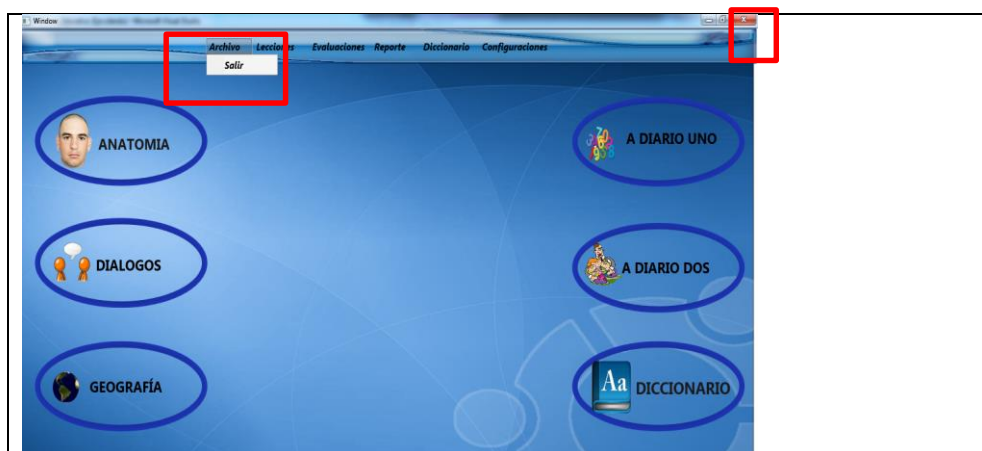 Window
Archivo Lecciones Evaluaciones Reporte Diccionario Configuraciones
Salir
ANATOMIA
A DIARIO UNO
DIALOGOS
A DIARIO DOS
GEOGRAFÍA
Aa DICCIONARIO